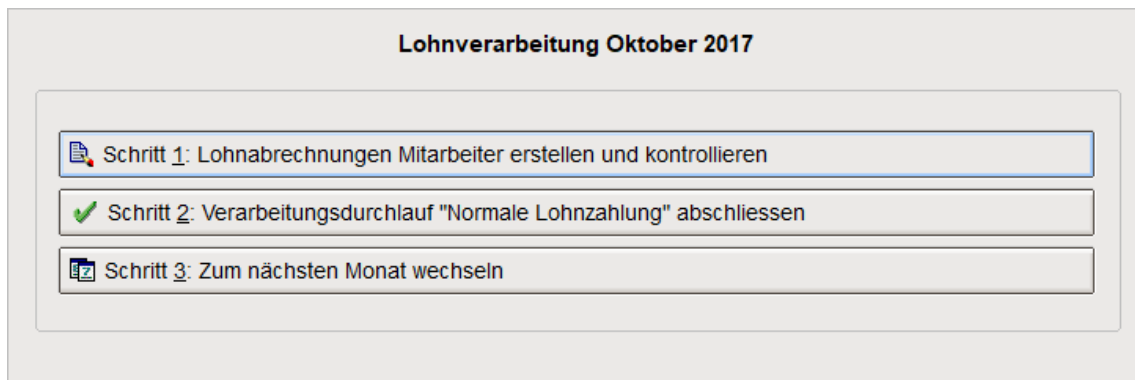 Lohnverarbeitung Oktober 2017
Schritt 1: Lohnabrechnungen Mitarbeiter erstellen und kontrollieren
Schritt 2: Verarbeitungsdurchlauf "Normale Lohnzahlung" abschliessen
Schritt 3: Zum nächsten Monat wechseln